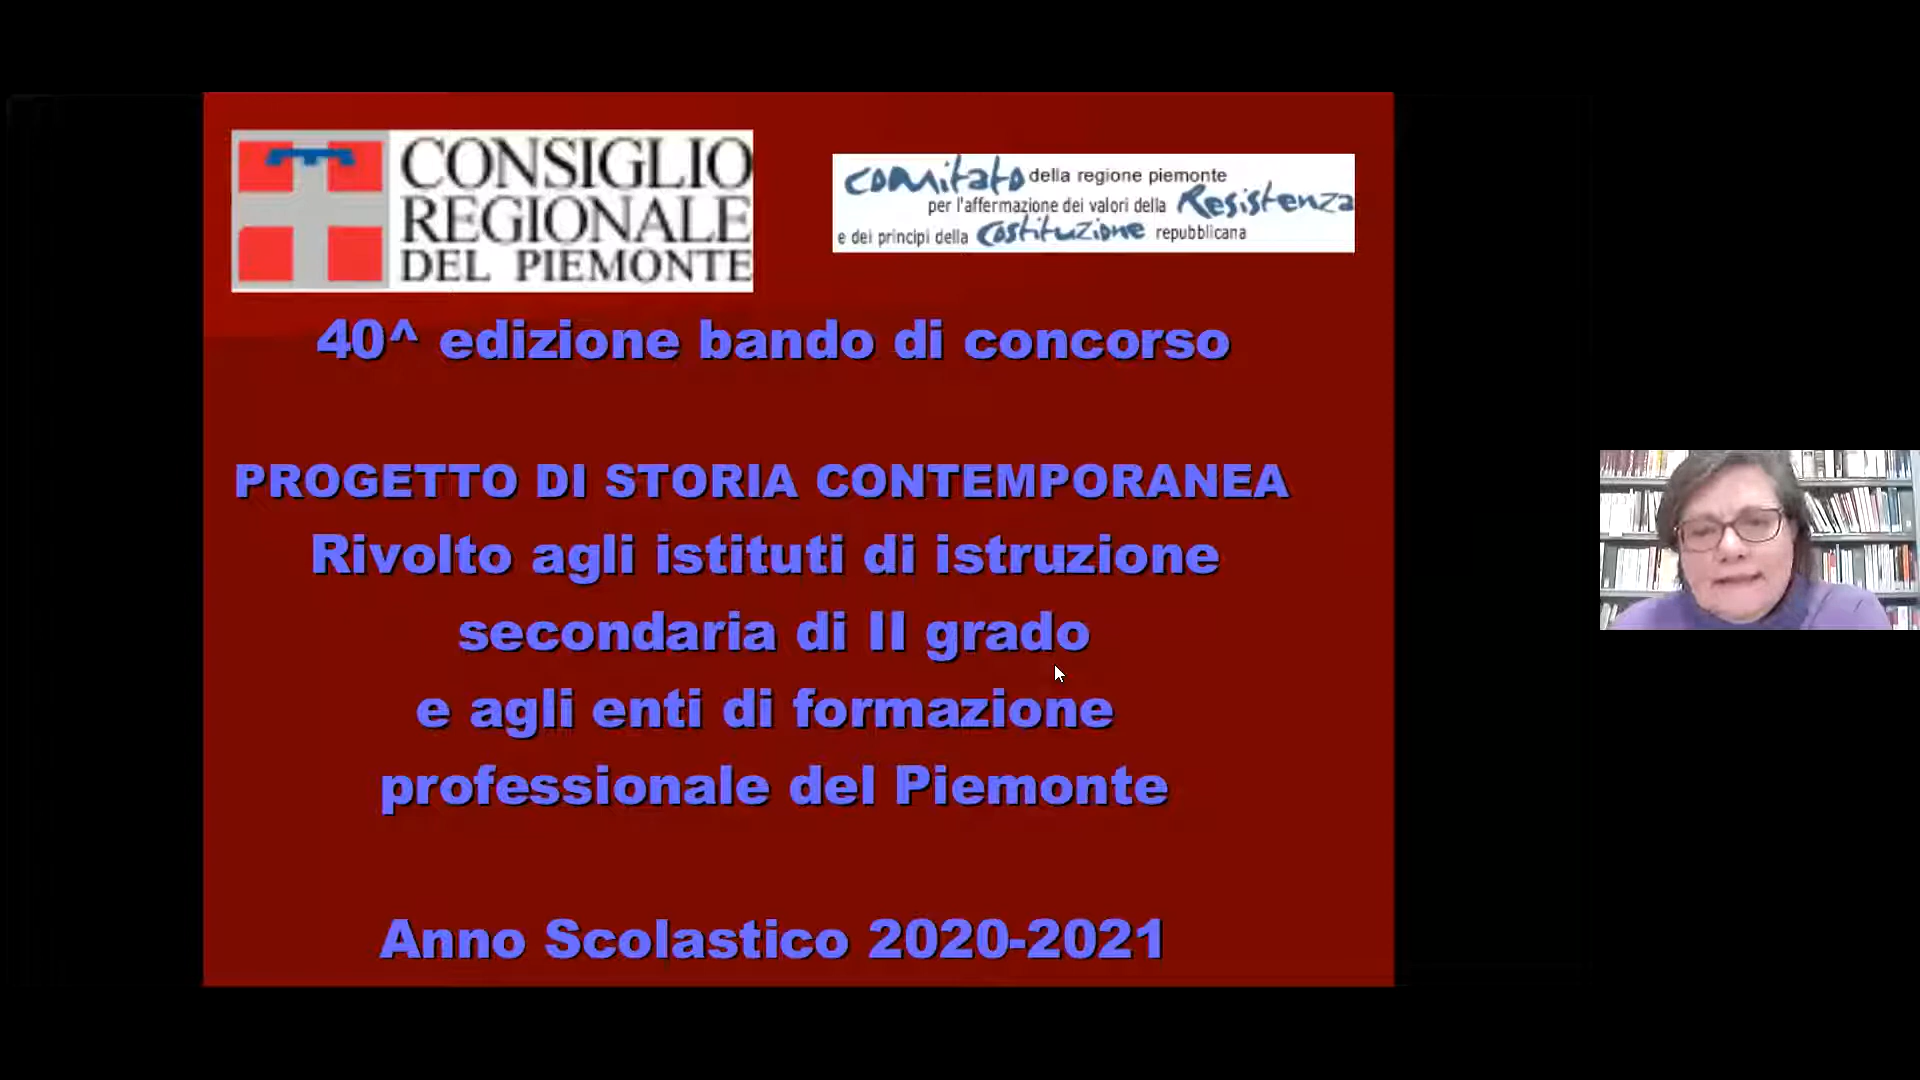 CONSIGLIO
REGIONALE
DEL PIEMONTE
comitato della regione piemonte
per l'affermazione dei valori della Resistenza
e dei principi della Costituzione repubblicana
40^ edizione bando di concorso
PROGETTO DI STORIA CONTEMPORANEA
Rivolto agli istituti di istruzione
secondaria di II grado
e agli enti di formazione
professionale del Piemonte
Anno Scolastico 2020-2021